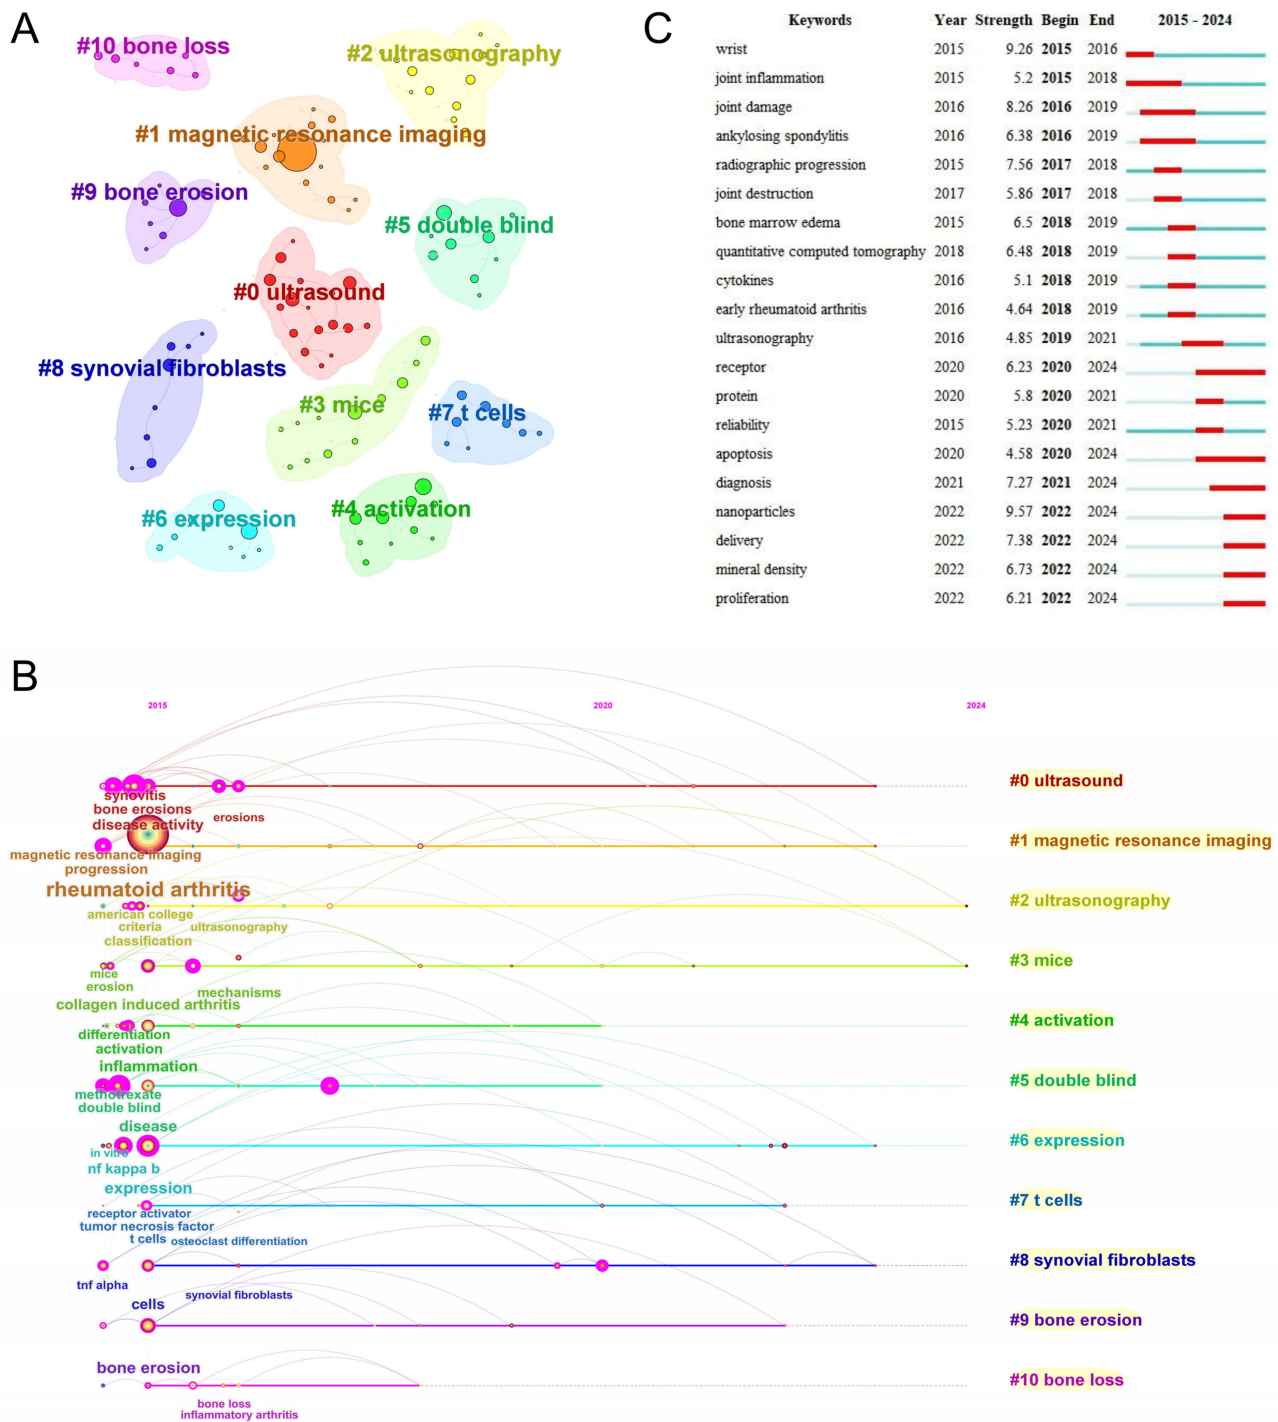 A
#10 bone loss
#2 ultrasonography
#1 magnetic resonance imaging
#9 bone erosion
#5 double blind
#0 ultrasound
#8 synovial fibroblasts
#3 mice
#7 t cells
#4 activation
#6 expression
C
Keywords Year Strength Begin End 2015 - 2024
wrist 2015 9.26 2015 2016
joint inflammation 2015 5.2 2015 2018
joint damage 2016 8.26 2016 2019
ankylosing spondylitis 2016 6.38 2016 2019
radiographic progression 2015 7.56 2017 2018
joint destruction 2017 5.86 2017 2018
bone marrow edema 2015 6.5 2018 2019
quantitative computed tomography 2018 6.48 2018 2019
cytokines 2016 5.1 2018 2019
early rheumatoid arthritis 2016 4.64 2018 2019
ultrasonography 2016 4.85 2019 2021
receptor 2020 6.23 2020 2024
protein 2020 5.8 2020 2021
reliability 2015 5.23 2020 2021
apoptosis 2020 4.58 2020 2024
diagnosis 2021 7.27 2021 2024
nanoparticles 2022 9.57 2022 2024
delivery 2022 7.38 2022 2024
mineral density 2022 6.73 2022 2024
proliferation 2022 6.21 2022 2024
B
2015 2020 2024
#0 ultrasound
synovitis
bone erosions
erosions
disease activity
#1 magnetic resonance imaging
magnetic resonance imaging
progression
rheumatoid arthritis
#2 ultrasonography
american college
criteria
ultrasonography
classification
#3 mice
mice
erosion
mechanisms
collagen induced arthritis
#4 activation
differentiation
activation
inflammation
#5 double blind
methotrexate
double blind
disease
#6 expression
in vitro
nf kappa b
expression
#7 t cells
receptor activator
tumor necrosis factor
t cells
osteoclast differentiation
#8 synovial fibroblasts
tnf alpha
synovial fibroblasts
cells
#9 bone erosion
bone erosion
#10 bone loss
bone loss
inflammatory arthritis